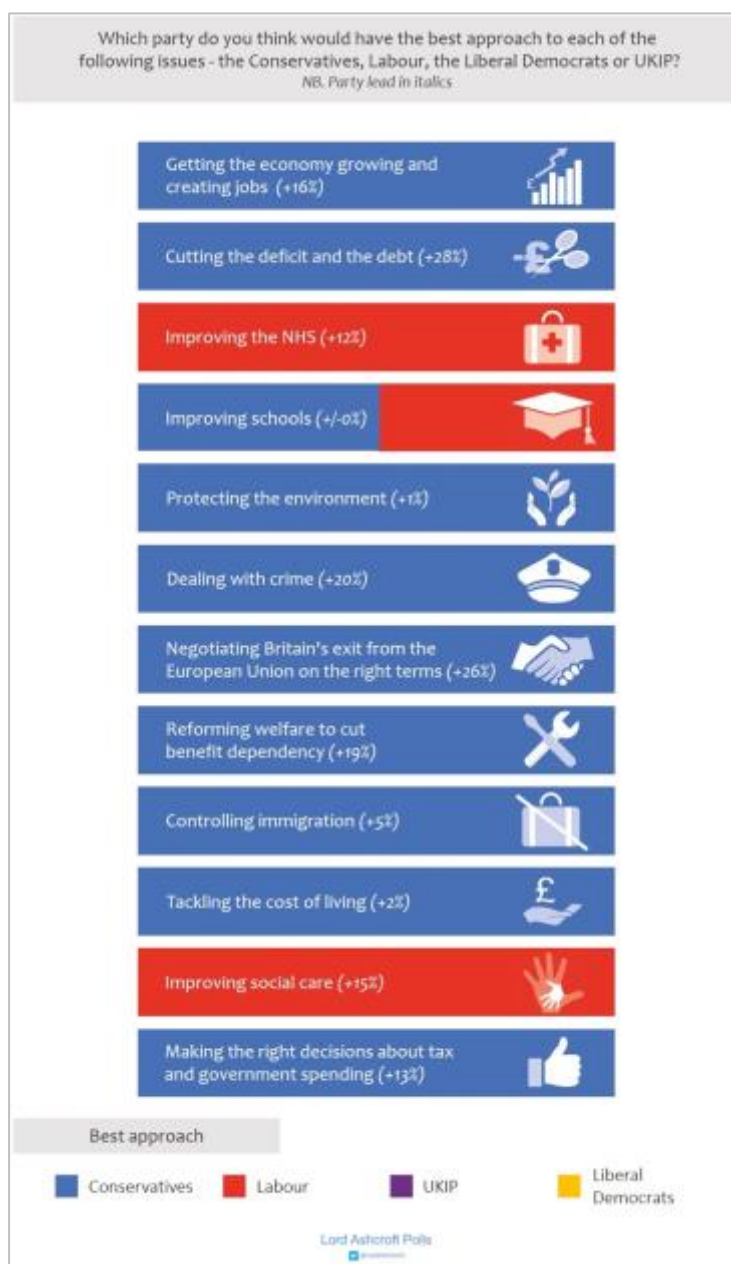 Which party do you think would have the best approach to each of the
following issues - the Conservatives, Labour, the Liberal Democrats or UKIP?
NB. Party lead in italics
Getting the economy growing and
creating jobs (+16%)
£
Cutting the deficit and the debt (+28%)
-£
Improving the NHS (+12%)
Improving schools (+/-0%)
Protecting the environment (+1%)
Dealing with crime (+20%)
Negotiating Britain's exit from the
European Union on the right terms (+26%)
Reforming welfare to cut
benefit dependency (+19%)
Controlling immigration (+5%)
Tackling the cost of living (+2%)
£
Improving social care (+15%)
Making the right decisions about tax
and government spending (+13%)
Best approach
Conservatives
Labour
UKIP
Liberal
Democrats
Lord Ashcroft Polls